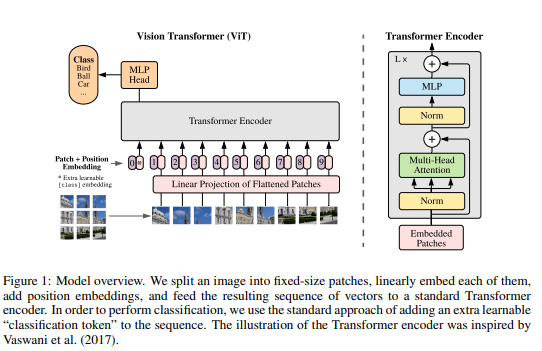 Vision Transformer (ViT)
Class
Bird
Ball
Car
...
MLP
Head
Transformer Encoder
Patch + Position
Embedding
* Extra learnable
[class] embedding
0 * 1 2 3 4 5 6 7 8 9
Linear Projection of Flattened Patches
Transformer Encoder
L x
+
MLP
Norm
+
Multi-Head
Attention
Norm
Embedded
Patches
Figure 1: Model overview. We split an image into fixed-size patches, linearly embed each of them,
add position embeddings, and feed the resulting sequence of vectors to a standard Transformer
encoder. In order to perform classification, we use the standard approach of adding an extra learnable
“classification token” to the sequence. The illustration of the Transformer encoder was inspired by
Vaswani et al. (2017).